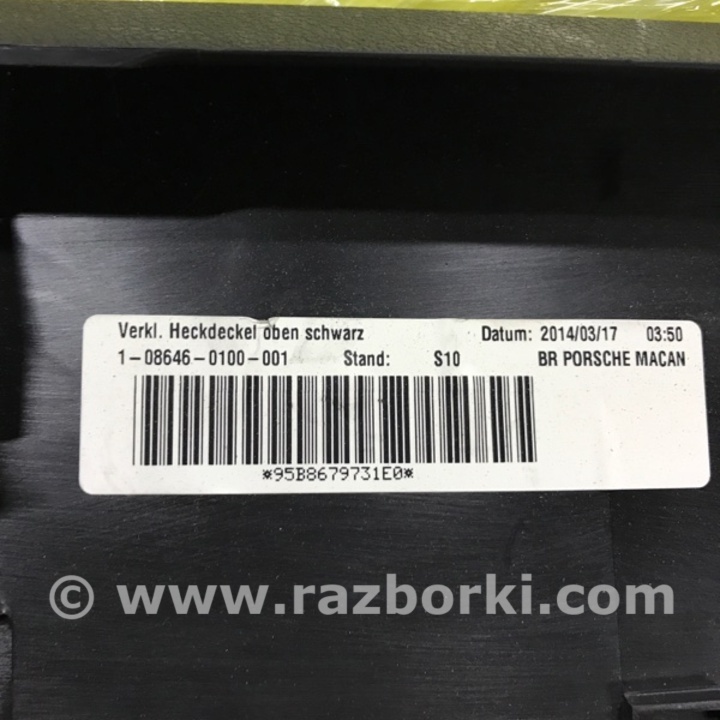 Verkl. Heckdeckel oben schwarz Datum: 2014/03/17 03:50
1-08646-0100-001 Stand: S10 BR PORSCHE MACAN
*95B8679731E0*
© www.razborki.com